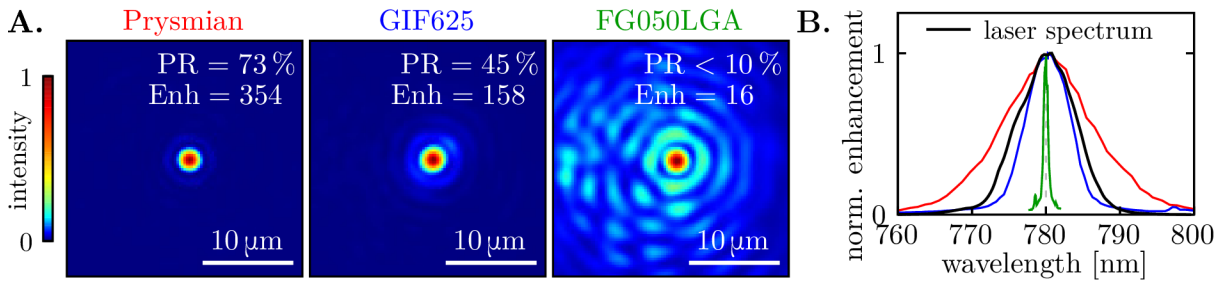 A.
Prysmian
GIF625
FG050LGA
PR = 73 %
Enh = 354
PR = 45 %
Enh = 158
PR < 10 %
Enh = 16
1
intensity
0
10 µm
10 µm
10 µm
B.
laser spectrum
norm. enhancement
1
0
760
770
780
790
800
wavelength [nm]